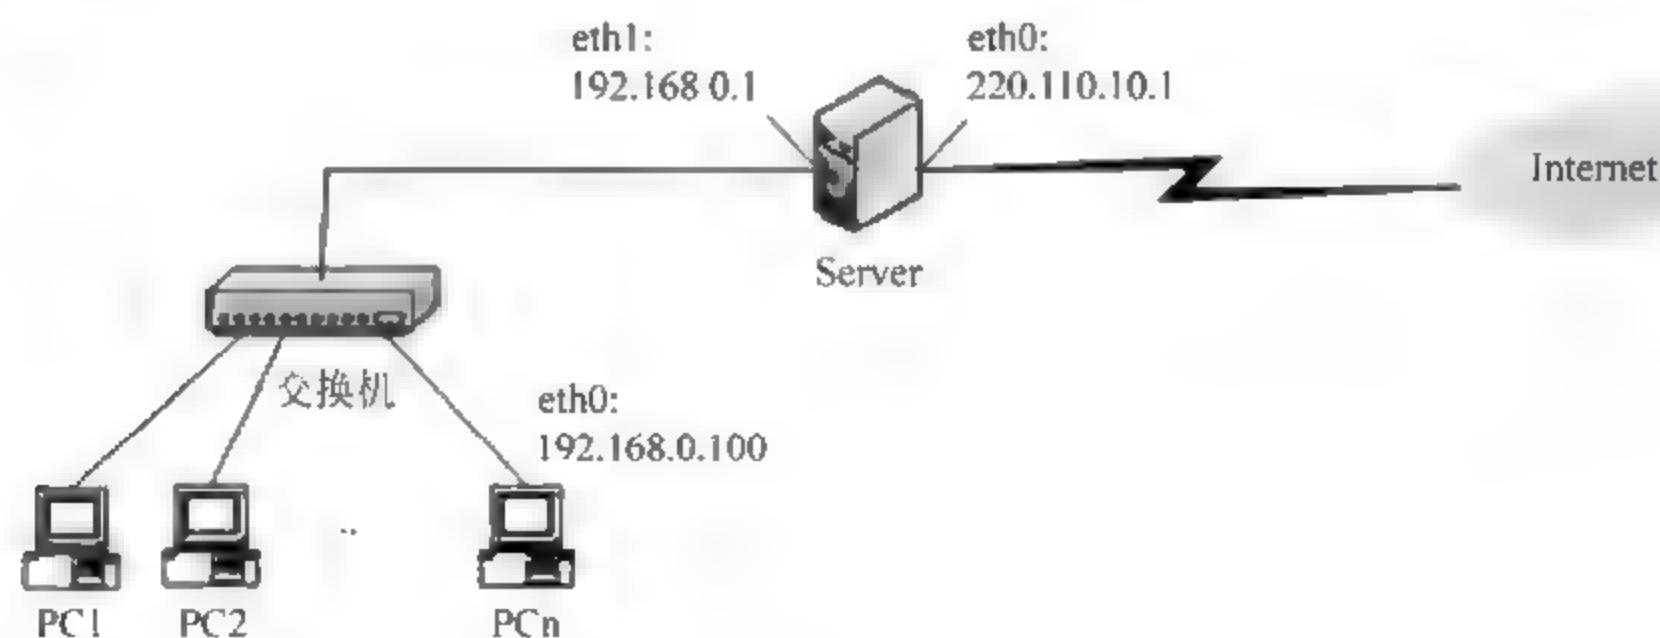 eth1:
192.168 0.1
eth0:
220.110.10.1
Internet
Server
交换机
eth0:
192.168.0.100
..
PC1
PC2
PCn